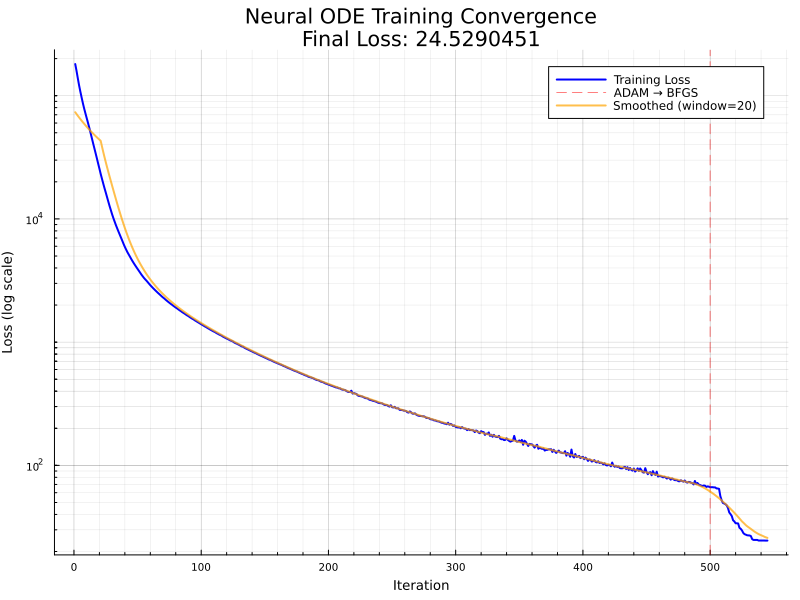 Neural ODE Training Convergence
Final Loss: 24.5290451
Training Loss
ADAM → BFGS
Smoothed (window=20)
Loss (log scale)
10^4
10^2
0 100 200 300 400 500
Iteration